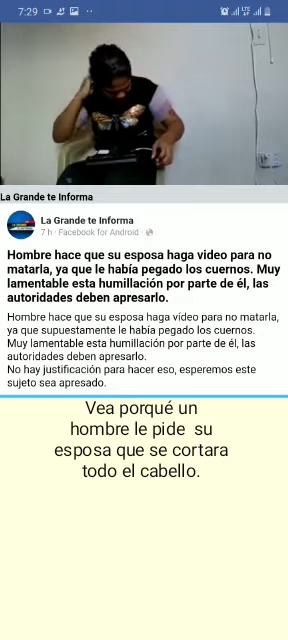 7:29
La Grande te Informa
La Grande te Informa
7 h · Facebook for Android ·
Hombre hace que su esposa haga video para no
matarla, ya que le había pegado los cuernos. Muy
lamentable esta humillación por parte de él, las
autoridades deben apresarlo.
Hombre hace que su esposa haga vídeo para no matarla,
ya que supuestamente le había pegado los cuernos.
Muy lamentable esta humillación por parte de él, las
autoridades deben apresarlo.
No hay justificación para hacer eso, esperemos este
sujeto sea apresado.
Vea porqué un
hombre le pide su
esposa que se cortara
todo el cabello.